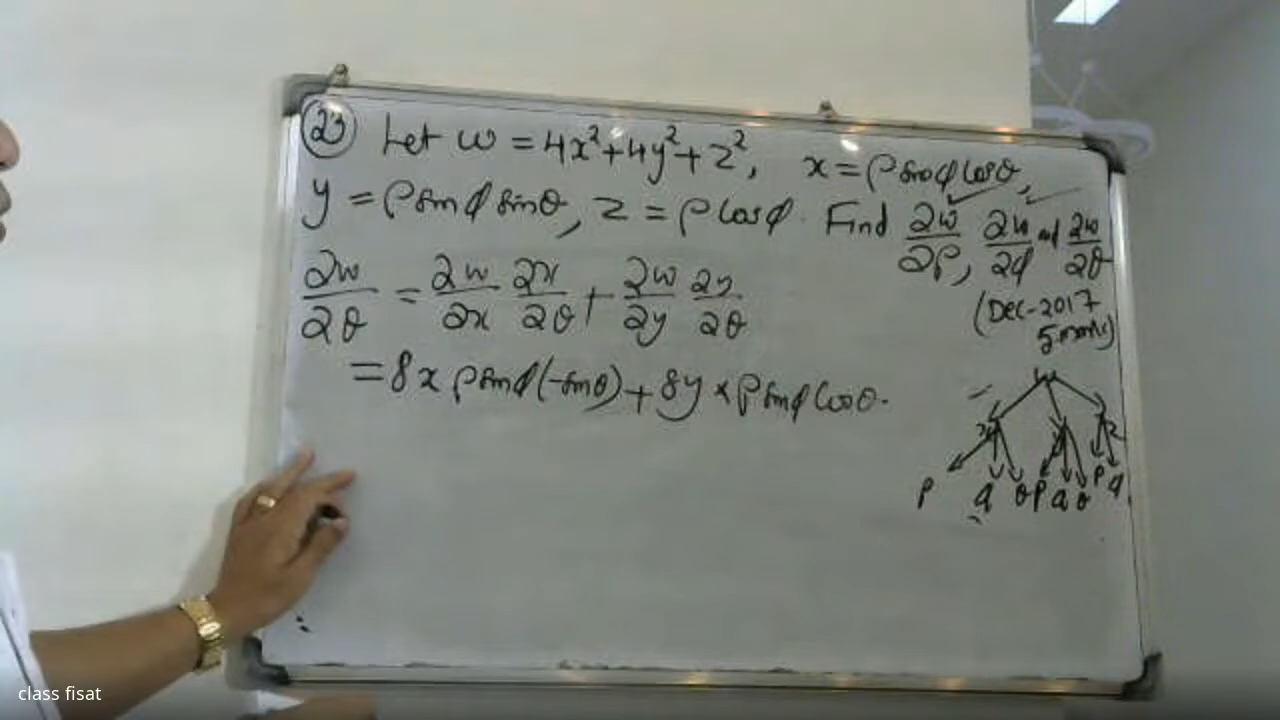 2) Let w = 4x²+4y²+z², x = ρ sinφ cosθ,
y = ρ sinφ sinθ, z = ρ cosφ. Find ∂w/∂ρ, ∂w/∂φ and ∂w/∂θ
(Dec-2017
5 marks)
∂w/∂θ = ∂w/∂x ∂x/∂θ + ∂w/∂y ∂y/∂θ
= 8x ρ sinφ (-sinθ) + 8y × ρ sinφ cosθ.
w
x y z
ρ φ θ ρ φ θ ρ φ
class fisat